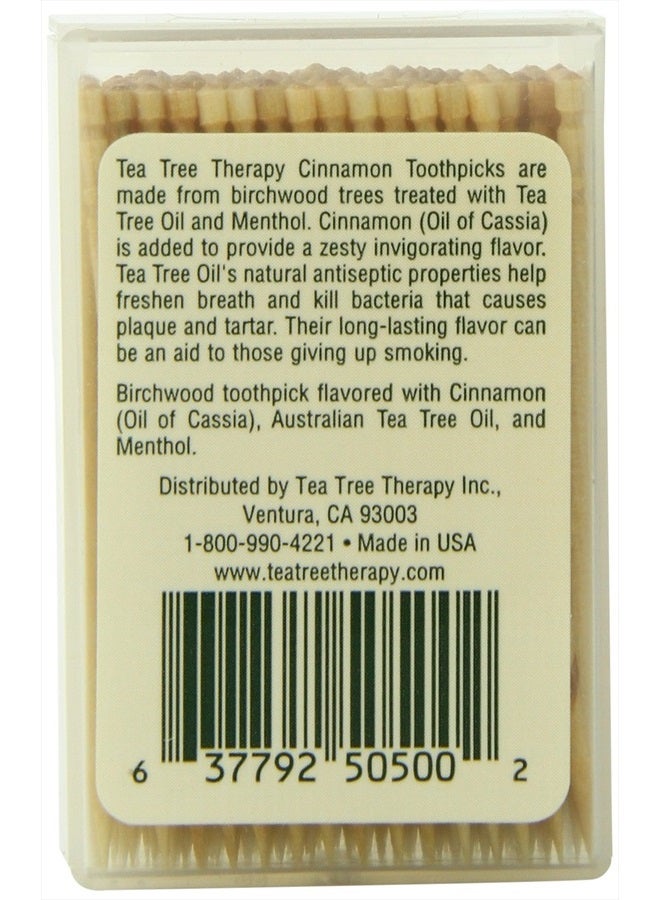 Tea Tree Therapy Cinnamon Toothpicks are
made from birchwood trees treated with Tea
Tree Oil and Menthol. Cinnamon (Oil of Cassia)
is added to provide a zesty invigorating flavor.
Tea Tree Oil's natural antiseptic properties help
freshen breath and kill bacteria that causes
plaque and tartar. Their long-lasting flavor can
be an aid to those giving up smoking.
Birchwood toothpick flavored with Cinnamon
(Oil of Cassia), Australian Tea Tree Oil, and
Menthol.
Distributed by Tea Tree Therapy Inc.,
Ventura, CA 93003
1-800-990-4221 • Made in USA
www.teatreetherapy.com
6 37792 50500 2